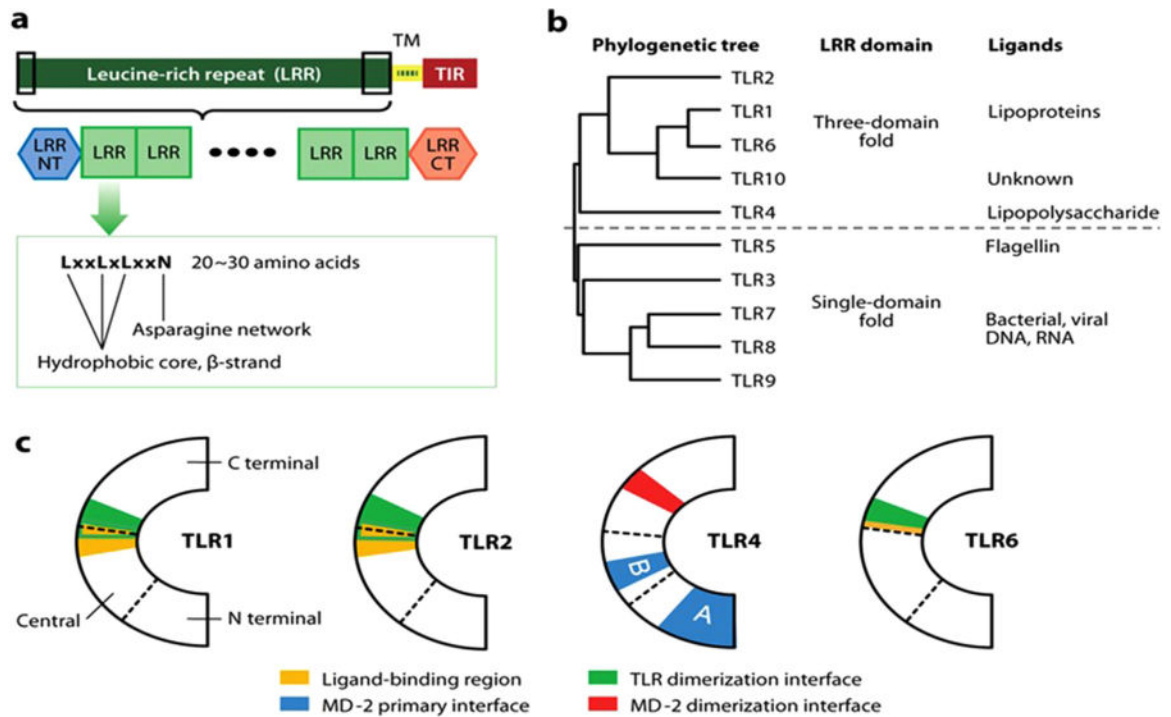 a
TM
Leucine-rich repeat (LRR)
TIR
LRR
NT
LRR
LRR
LRR
LRR
LRR
CT
LxxLxLxxN
20~30 amino acids
Asparagine network
Hydrophobic core, β-strand
b
Phylogenetic tree
LRR domain
Ligands
TLR2
TLR1
TLR6
TLR10
TLR4
TLR5
TLR3
TLR7
TLR8
TLR9
Three-domain
fold
Single-domain
fold
Lipoproteins
Unknown
Lipopolysaccharide
Flagellin
Bacterial, viral
DNA, RNA
c
C terminal
TLR1
Central
N terminal
TLR2
TLR4
B
A
TLR6
Ligand-binding region
MD-2 primary interface
TLR dimerization interface
MD-2 dimerization interface